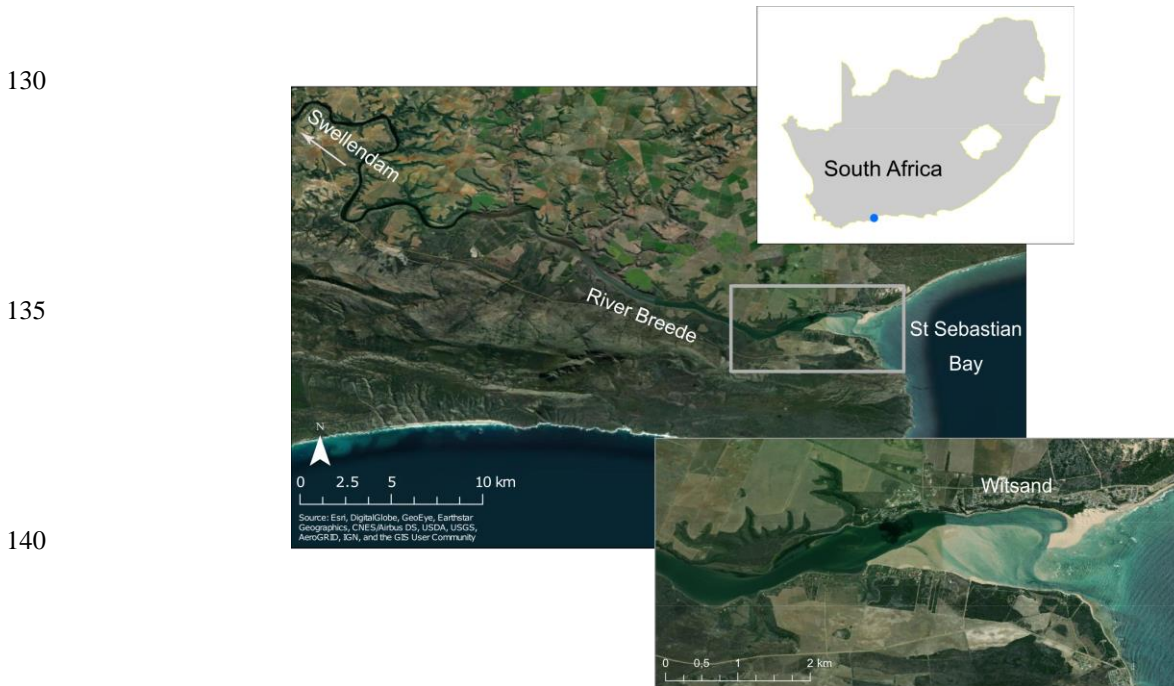 130
135
140
South Africa
Swellendam
River Breede
St Sebastian
Bay
N
0 2.5 5 10 km
Source: Esri, DigitalGlobe, GeoEye, Earthstar
Geographics, CNES/Airbus DS, USDA, USGS,
AeroGRID, IGN, and the GIS User Community
Witsand
0 0,5 1 2 km